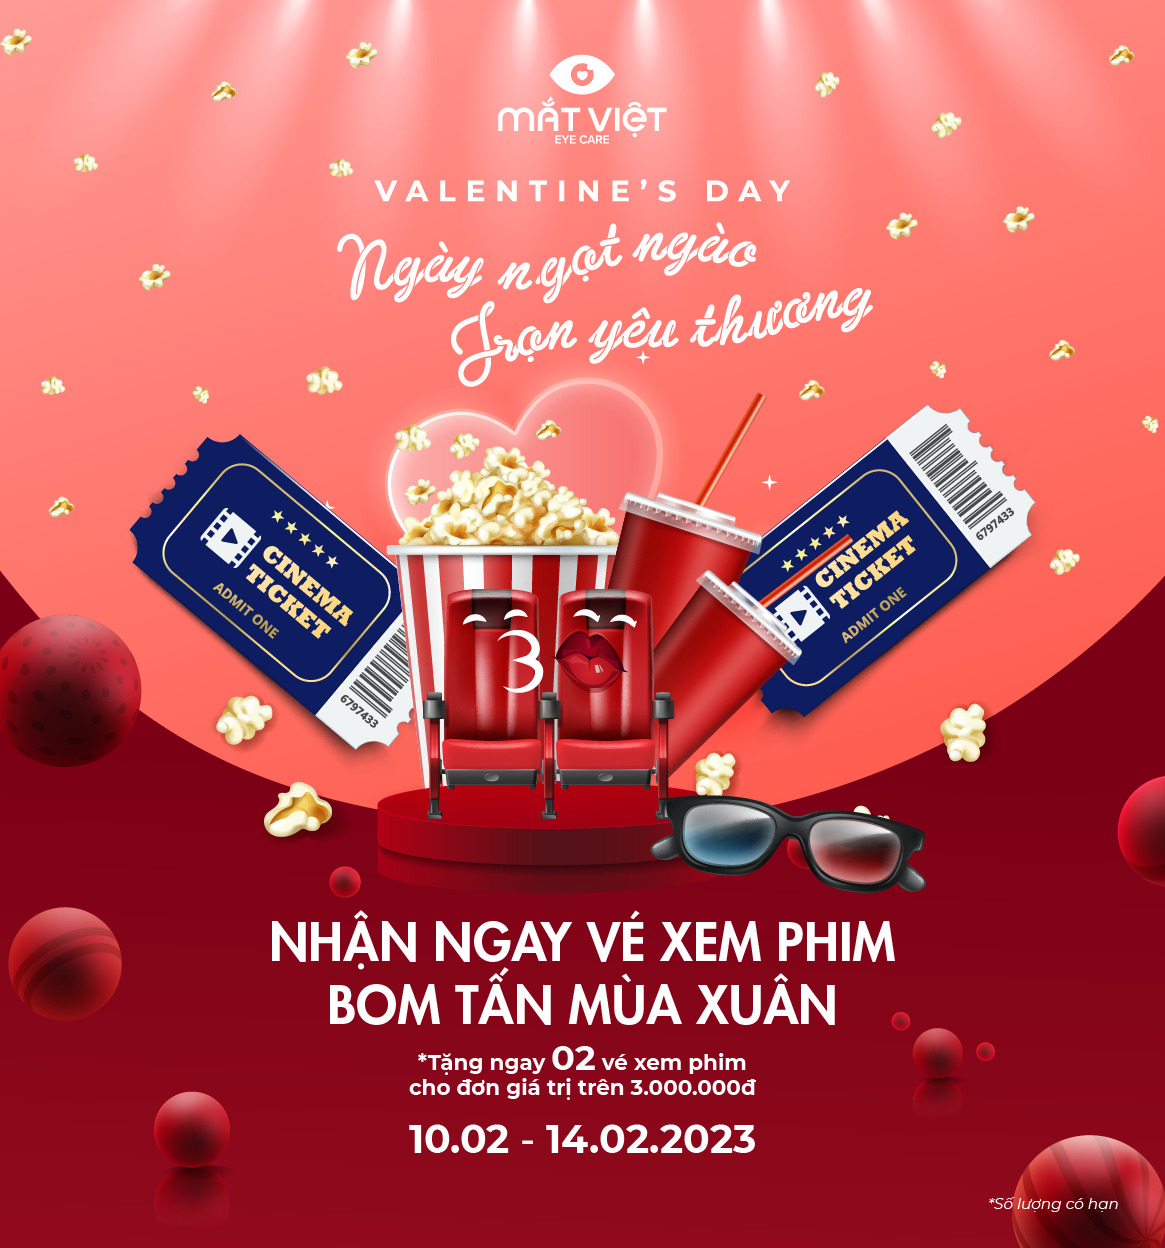 MẮT VIỆT
EYE CARE
VALENTINE'S DAY
Ngày ngọt ngào
Trọn yêu thương
CINEMA
TICKET
ADMIT ONE
6797433
CINEMA
TICKET
ADMIT ONE
6797433
NHẬN NGAY VÉ XEM PHIM
BOM TẤN MÙA XUÂN
*Tặng ngay 02 vé xem phim
cho đơn giá trị trên 3.000.000đ
10.02 - 14.02.2023
*Số lượng có hạn